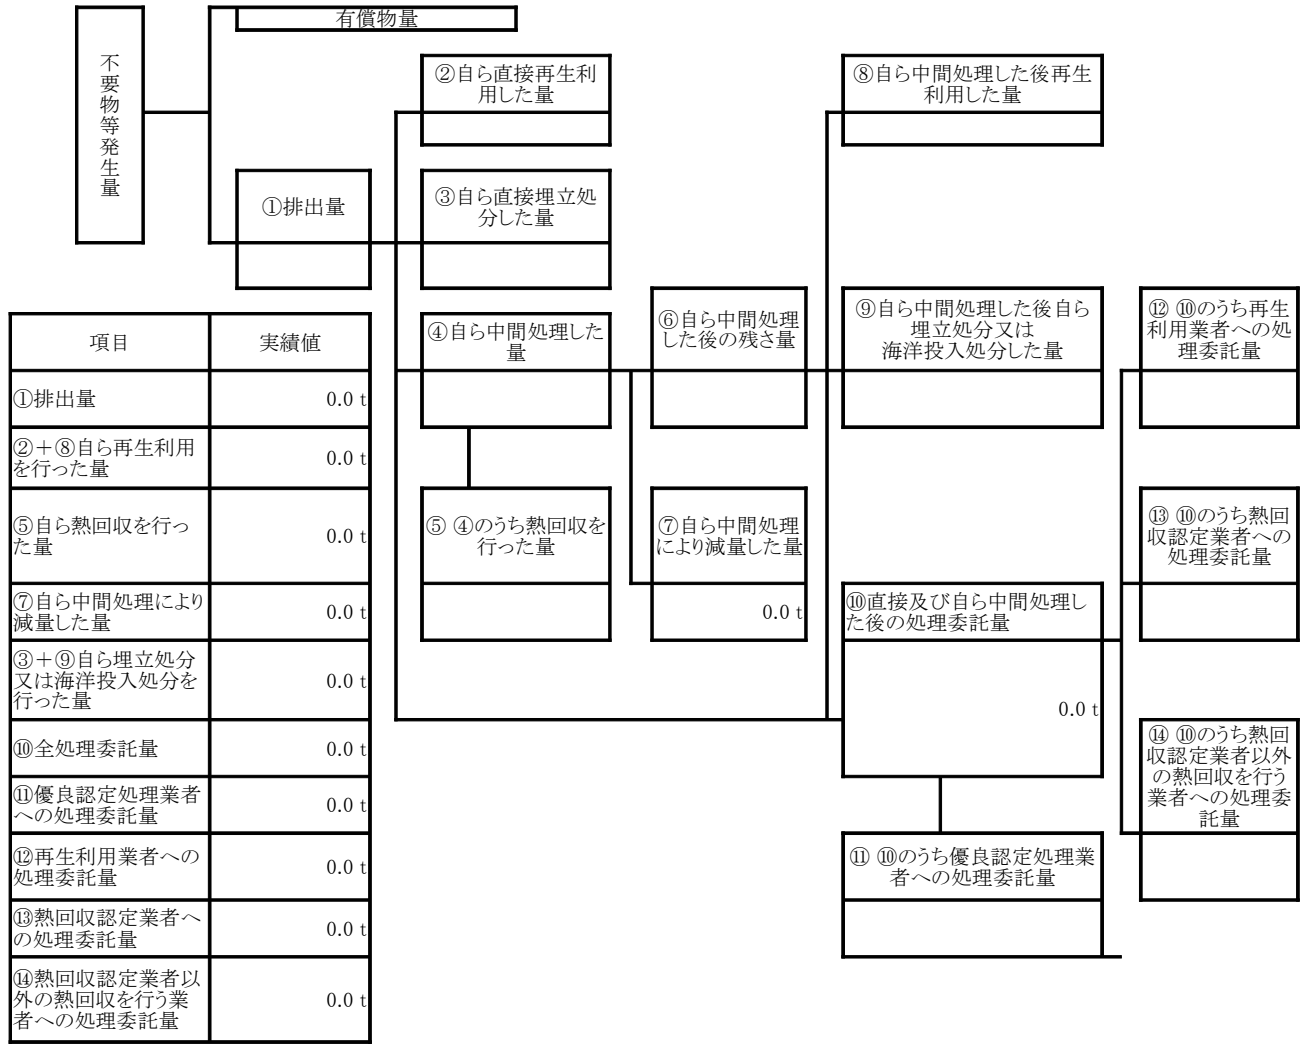 有償物量
不要物等発生量
②自ら直接再生利
用した量
⑧自ら中間処理した後再生
利用した量
①排出量
③自ら直接埋立処
分した量
④自ら中間処理した
量
⑥自ら中間処理
した後の残さ量
⑨自ら中間処理した後自ら
埋立処分又は
海洋投入処分した量
⑫ ⑩のうち再生
利用業者への処
理委託量
⑤ ④のうち熱回収を
行った量
⑦自ら中間処理
により減量した量
0.0 t
⑬ ⑩のうち熱回
収認定業者への
処理委託量
⑩直接及び自ら中間処理し
た後の処理委託量
0.0 t
⑭ ⑩のうち熱回
収認定業者以外
の熱回収を行う
業者への処理委
託量
⑪ ⑩のうち優良認定処理業
者への処理委託量
項目 実績値
①排出量 0.0 t
②＋⑧自ら再生利用
を行った量 0.0 t
⑤自ら熱回収を行っ
た量 0.0 t
⑦自ら中間処理により
減量した量 0.0 t
③＋⑨自ら埋立処分
又は海洋投入処分を
行った量 0.0 t
⑩全処理委託量 0.0 t
⑪優良認定処理業者
への処理委託量 0.0 t
⑫再生利用業者への
処理委託量 0.0 t
⑬熱回収認定業者へ
の処理委託量 0.0 t
⑭熱回収認定業者以
外の熱回収を行う業
者への処理委託量 0.0 t